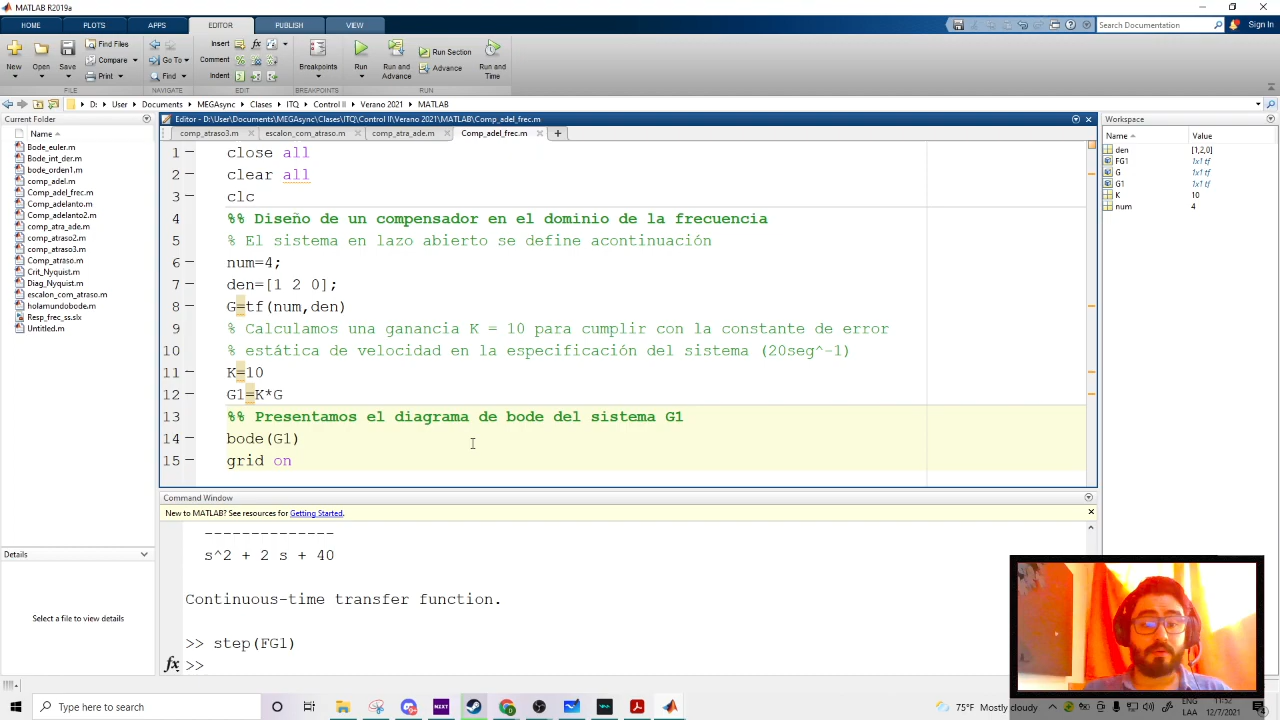 MATLAB R2019a
HOME PLOTS APPS EDITOR PUBLISH VIEW
Search Documentation Sign In
New Open Save Find Files Compare Print
Go To Find
Insert fx
Comment
Indent
Breakpoints
Run Run and Advance Run Section Advance Run and Time
FILE NAVIGATE EDIT BREAKPOINTS RUN
D: User Documents MEGAsync Clases ITQ Control II Verano 2021 MATLAB
Current Folder
Name
Bode_euler.m
Bode_int_der.m
bode_orden1.m
comp_adel.m
Comp_adel_frec.m
Comp_adelanto.m
Comp_adelanto2.m
comp_atra_ade.m
comp_atraso2.m
comp_atraso3.m
Comp_atraso.m
Crit_Nyquist.m
Diag_Nyquist.m
escalon_com_atraso.m
holamundobode.m
Resp_frec_ss.slx
Untitled.m
Details
Select a file to view details
Editor - D:\User\Documents\MEGAsync\Clases\ITQ\Control II\Verano 2021\MATLAB\Comp_adel_frec.m
comp_atraso3.m escalon_com_atraso.m comp_atra_ade.m Comp_adel_frec.m
1 close all
2 clear all
3 clc
4 %% Diseño de un compensador en el dominio de la frecuencia
5 % El sistema en lazo abierto se define acontinuación
6 num=4;
7 den=[1 2 0];
8 G=tf(num,den)
9 % Calculamos una ganancia K = 10 para cumplir con la constante de error
10 % estática de velocidad en la especificación del sistema (20seg^-1)
11 K=10
12 G1=K*G
13 %% Presentamos el diagrama de bode del sistema G1
14 bode(G1)
15 grid on
Command Window
New to MATLAB? See resources for Getting Started.
--------------
s^2 + 2 s + 40
Continuous-time transfer function.
>> step(FG1)
fx >>
Workspace
Name Value
den [1,2,0]
FG1 1x1 tf
G 1x1 tf
G1 1x1 tf
K 10
num 4
Type here to search
NZXT
75°F Mostly cloudy
ENG
LAA
11:52
12/7/2021